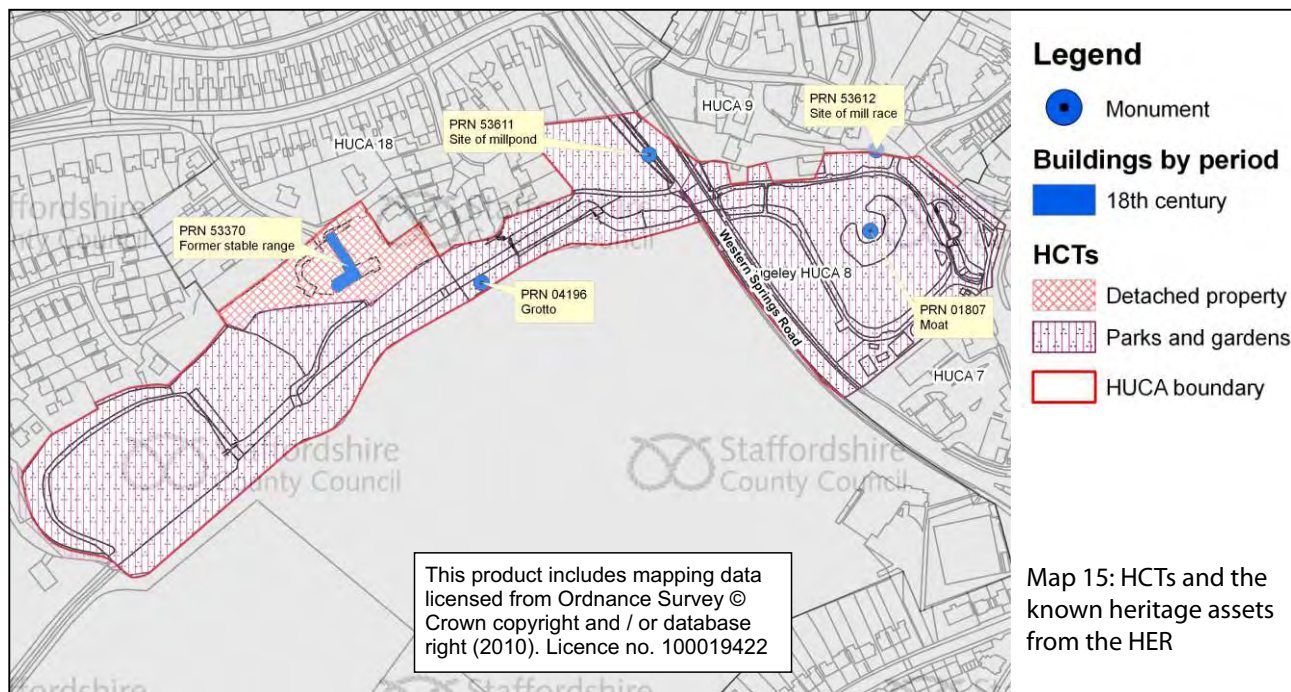 HUCA 9
PRN 53612
Site of mill race
PRN 53611
Site of millpond
HUCA 18
PRN 53370
Former stable range
PRN 04196
Grotto
Western Springs Road
ugeley HUCA 8
PRN 01807
Moat
HUCA 7
affordshire
County Council
Staffordshire
County Council
This product includes mapping data
licensed from Ordnance Survey ©
Crown copyright and / or database
right (2010). Licence no. 100019422
Legend
Monument
Buildings by period
18th century
HCTs
Detached property
Parks and gardens
HUCA boundary
Map 15: HCTs and the
known heritage assets
from the HER